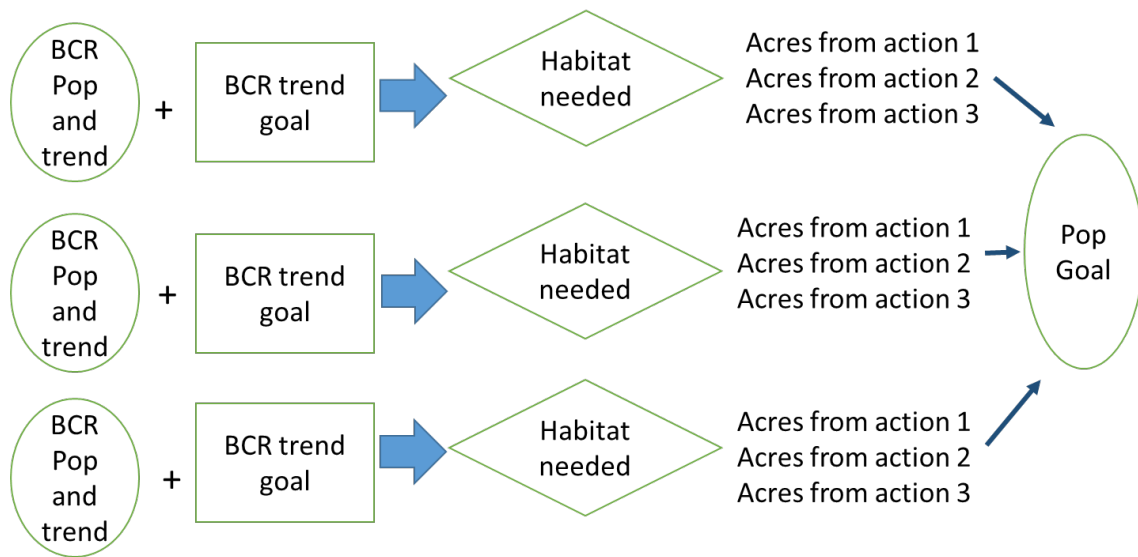 BCR
Pop
and
trend
+
BCR trend
goal
Habitat
needed
Acres from action 1
Acres from action 2
Acres from action 3
BCR
Pop
and
trend
+
BCR trend
goal
Habitat
needed
Acres from action 1
Acres from action 2
Acres from action 3
Pop
Goal
BCR
Pop
and
trend
+
BCR trend
goal
Habitat
needed
Acres from action 1
Acres from action 2
Acres from action 3